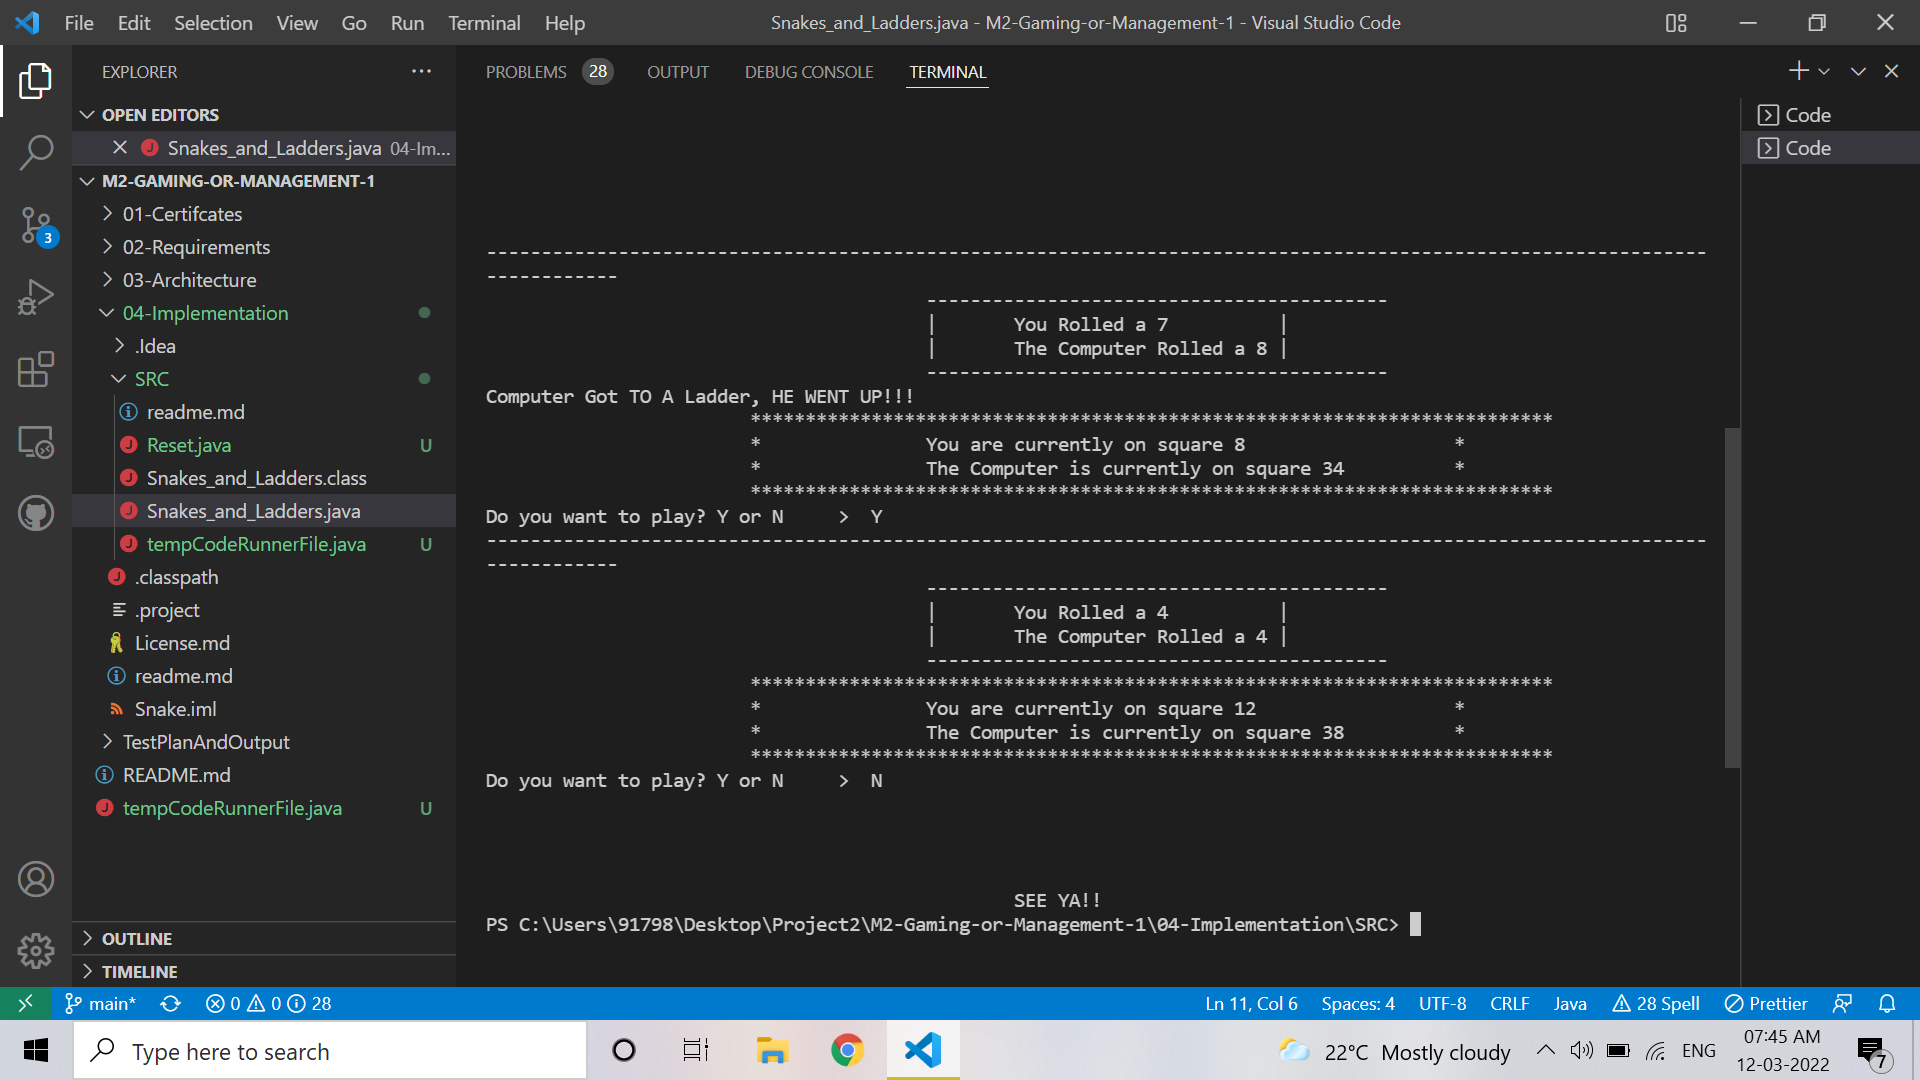 File Edit Selection View Go Run Terminal Help
Snakes_and_Ladders.java - M2-Gaming-or-Management-1 - Visual Studio Code
EXPLORER
OPEN EDITORS
Snakes_and_Ladders.java 04-Im...
M2-GAMING-OR-MANAGEMENT-1
01-Certifcates
02-Requirements
03-Architecture
04-Implementation
.Idea
SRC
readme.md
Reset.java U
Snakes_and_Ladders.class
Snakes_and_Ladders.java
tempCodeRunnerFile.java U
.classpath
.project
License.md
readme.md
Snake.iml
TestPlanAndOutput
README.md
tempCodeRunnerFile.java U
OUTLINE
TIMELINE
3
PROBLEMS 28 OUTPUT DEBUG CONSOLE TERMINAL
---------------------------------------------------------------------------------------------------------------
------------
------------------------------------------
| You Rolled a 7 |
| The Computer Rolled a 8 |
------------------------------------------
Computer Got TO A Ladder, HE WENT UP!!!
*************************************************************************
* You are currently on square 8 *
* The Computer is currently on square 34 *
*************************************************************************
Do you want to play? Y or N > Y
---------------------------------------------------------------------------------------------------------------
------------
------------------------------------------
| You Rolled a 4 |
| The Computer Rolled a 4 |
------------------------------------------
*************************************************************************
* You are currently on square 12 *
* The Computer is currently on square 38 *
*************************************************************************
Do you want to play? Y or N > N
SEE YA!!
PS C:\Users\91798\Desktop\Project2\M2-Gaming-or-Management-1\04-Implementation\SRC>
Code
Code
main* 0 0 28
Ln 11, Col 6 Spaces: 4 UTF-8 CRLF Java 28 Spell Prettier
Type here to search
22°C Mostly cloudy
ENG
07:45 AM
12-03-2022
7